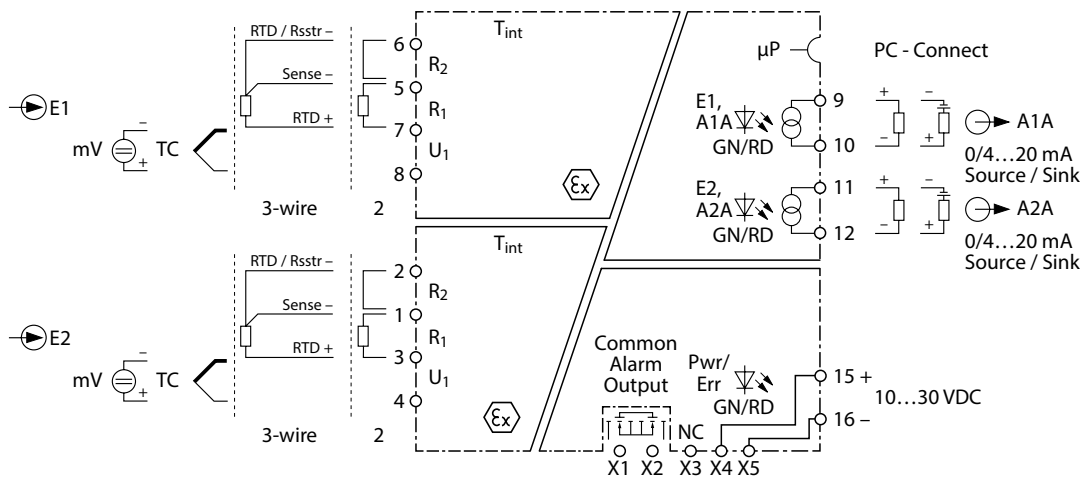 RTD / Rsstr –
6
T int
R2
Sense –
5
R1
E1
RTD +
7
U1
mV
–
+
TC
8
εx
3-wire
2
µP
PC - Connect
E1,
A1A
GN/RD
9
10
+
–
–
+
A1A
0/4…20 mA
Source / Sink
E2,
A2A
GN/RD
11
12
+
–
–
+
A2A
0/4…20 mA
Source / Sink
T int
RTD / Rsstr –
2
R2
Sense –
1
R1
E2
RTD +
3
U1
mV
–
+
TC
4
εx
3-wire
2
Common
Alarm
Output
Pwr/
Err
GN/RD
15 +
10…30 VDC
16 –
NC
X1 X2 X3 X4 X5